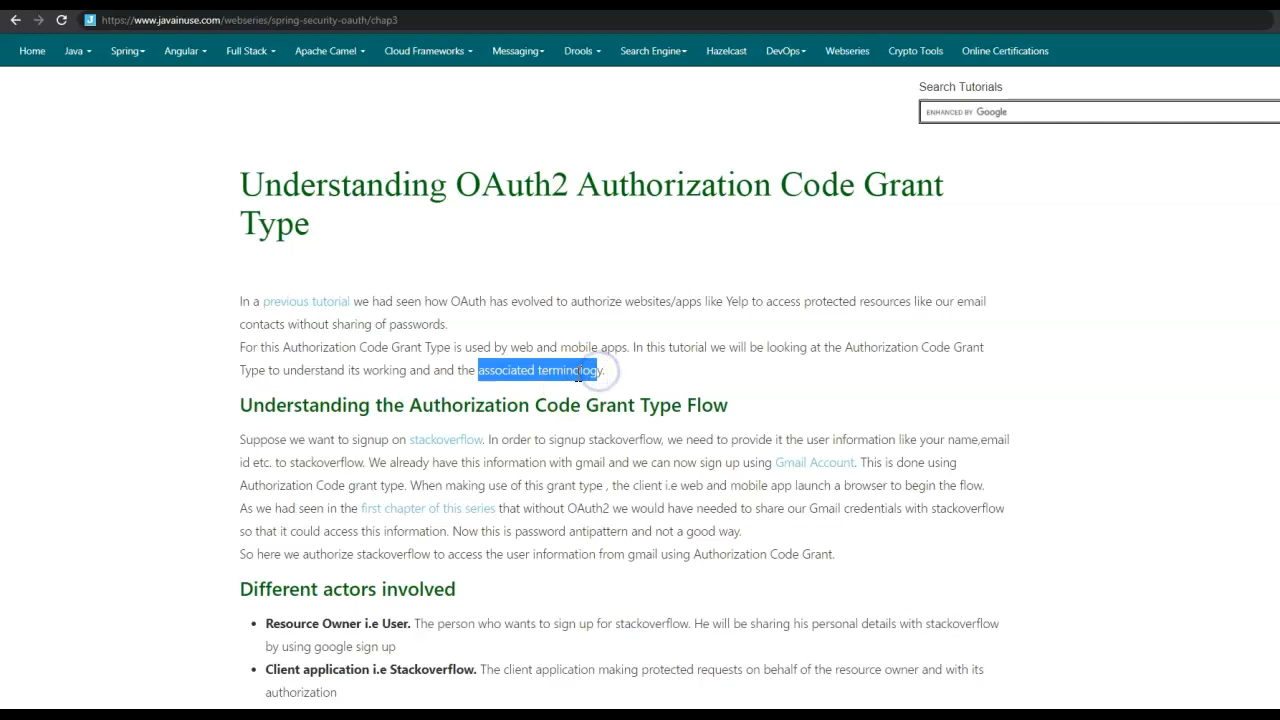 https://www.javainuse.com/webseries/spring-security-oauth/chap3
Home Java Spring Angular Full Stack Apache Camel Cloud Frameworks Messaging Drools Search Engine Hazelcast DevOps Webseries Crypto Tools Online Certifications
Search Tutorials
ENHANCED BY Google
Understanding OAuth2 Authorization Code Grant
Type
In a previous tutorial we had seen how OAuth has evolved to authorize websites/apps like Yelp to access protected resources like our email
contacts without sharing of passwords.
For this Authorization Code Grant Type is used by web and mobile apps. In this tutorial we will be looking at the Authorization Code Grant
Type to understand its working and and the associated terminology.
Understanding the Authorization Code Grant Type Flow
Suppose we want to signup on stackoverflow. In order to signup stackoverflow, we need to provide it the user information like your name,email
id etc. to stackoverflow. We already have this information with gmail and we can now sign up using Gmail Account. This is done using
Authorization Code grant type. When making use of this grant type , the client i.e web and mobile app launch a browser to begin the flow.
As we had seen in the first chapter of this series that without OAuth2 we would have needed to share our Gmail credentials with stackoverflow
so that it could access this information. Now this is password antipattern and not a good way.
So here we authorize stackoverflow to access the user information from gmail using Authorization Code Grant.
Different actors involved
• Resource Owner i.e User. The person who wants to sign up for stackoverflow. He will be sharing his personal details with stackoverflow
by using google sign up
• Client application i.e Stackoverflow. The client application making protected requests on behalf of the resource owner and with its
authorization